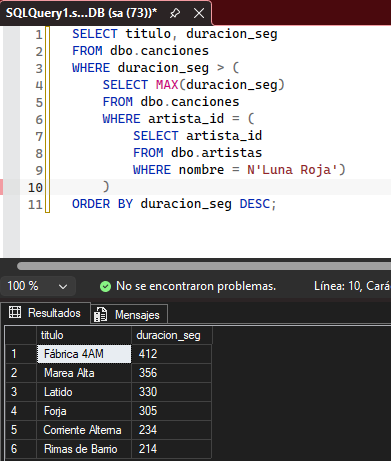 SQLQuery1.s...DB (sa (73))*
1 SELECT titulo, duracion_seg
2 FROM dbo.canciones
3 WHERE duracion_seg > (
4 SELECT MAX(duracion_seg)
5 FROM dbo.canciones
6 WHERE artista_id = (
7 SELECT artista_id
8 FROM dbo.artistas
9 WHERE nombre = N'Luna Roja')
10 )
11 ORDER BY duracion_seg DESC;
100 % No se encontraron problemas. Línea: 10, Cará
Resultados Mensajes
titulo duracion_seg
1 Fábrica 4AM 412
2 Marea Alta 356
3 Latido 330
4 Forja 305
5 Corriente Alterna 234
6 Rimas de Barrio 214